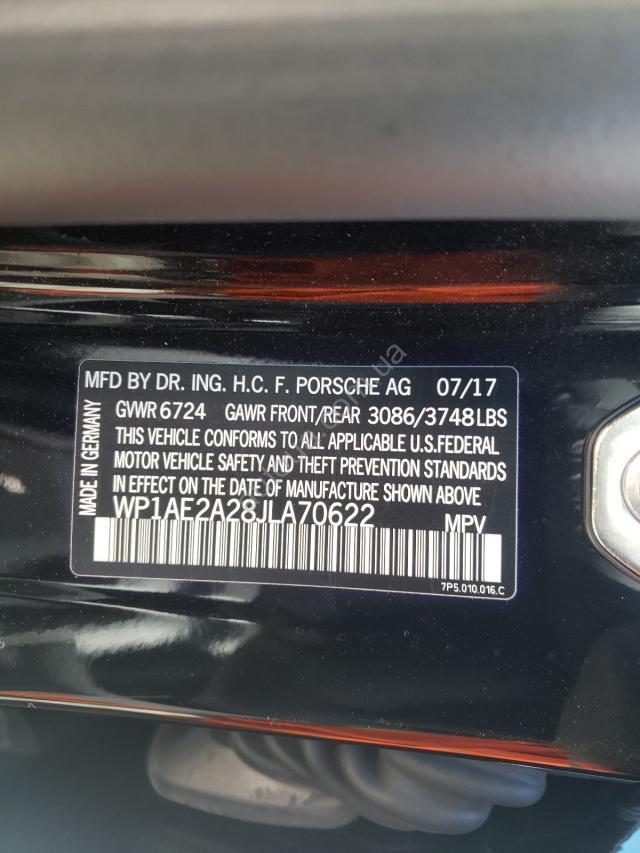 MFD BY DR. ING. H.C. F. PORSCHE AG 07/17
GVWR 6724 GAWR FRONT/REAR 3086/3748 LBS
THIS VEHICLE CONFORMS TO ALL APPLICABLE U.S.FEDERAL
MOTOR VEHICLE SAFETY AND THEFT PREVENTION STANDARDS
IN EFFECT ON THE DATE OF MANUFACTURE SHOWN ABOVE
WP1AE2A28JLA70622 MPV
7P5.010.016.C
MADE IN GERMANY